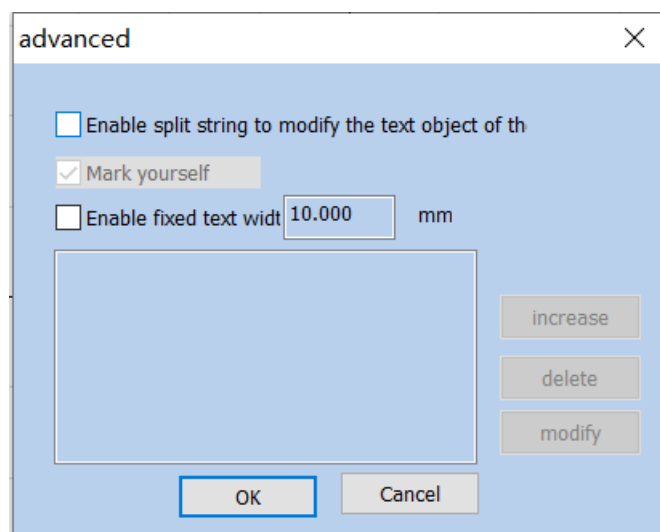 advanced
Enable split string to modify the text object of th
Mark yourself
Enable fixed text widt 10.000 mm
increase
delete
modify
OK Cancel